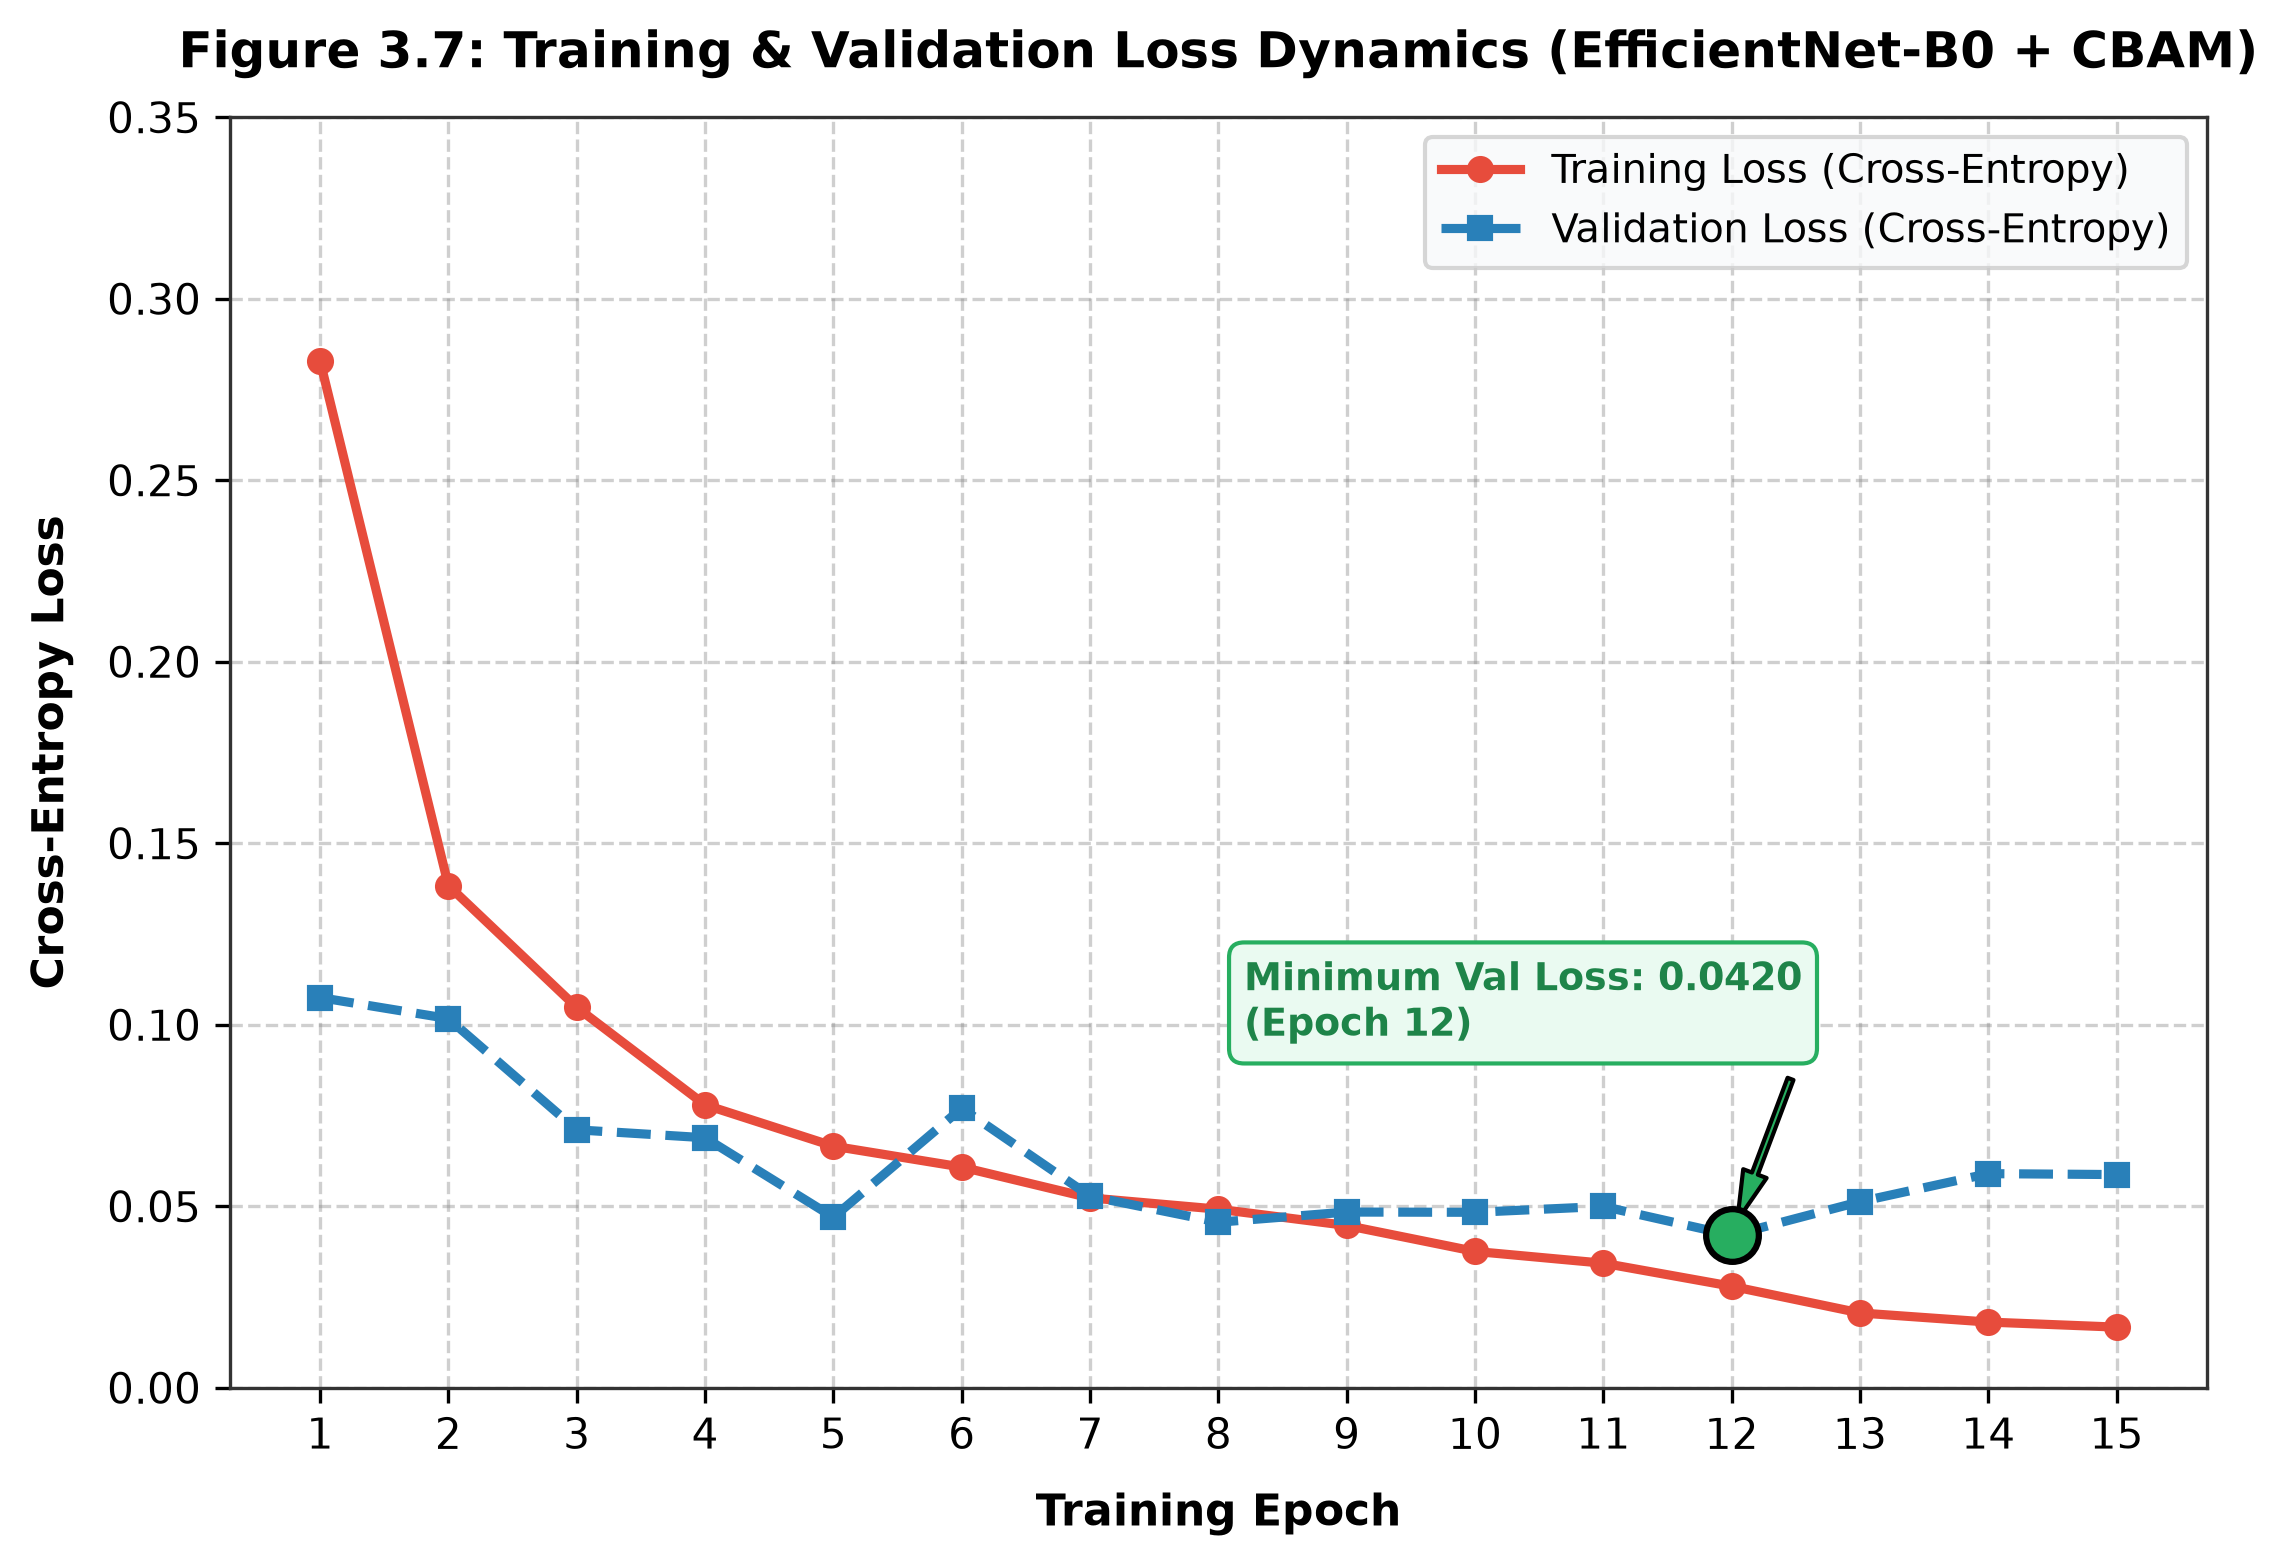 Figure 3.7: Training & Validation Loss Dynamics (EfficientNet-B0 + CBAM)
Training Loss (Cross-Entropy)
Validation Loss (Cross-Entropy)
Cross-Entropy Loss
0.35
0.30
0.25
0.20
0.15
0.10
0.05
0.00
Minimum Val Loss: 0.0420
(Epoch 12)
1 2 3 4 5 6 7 8 9 10 11 12 13 14 15
Training Epoch